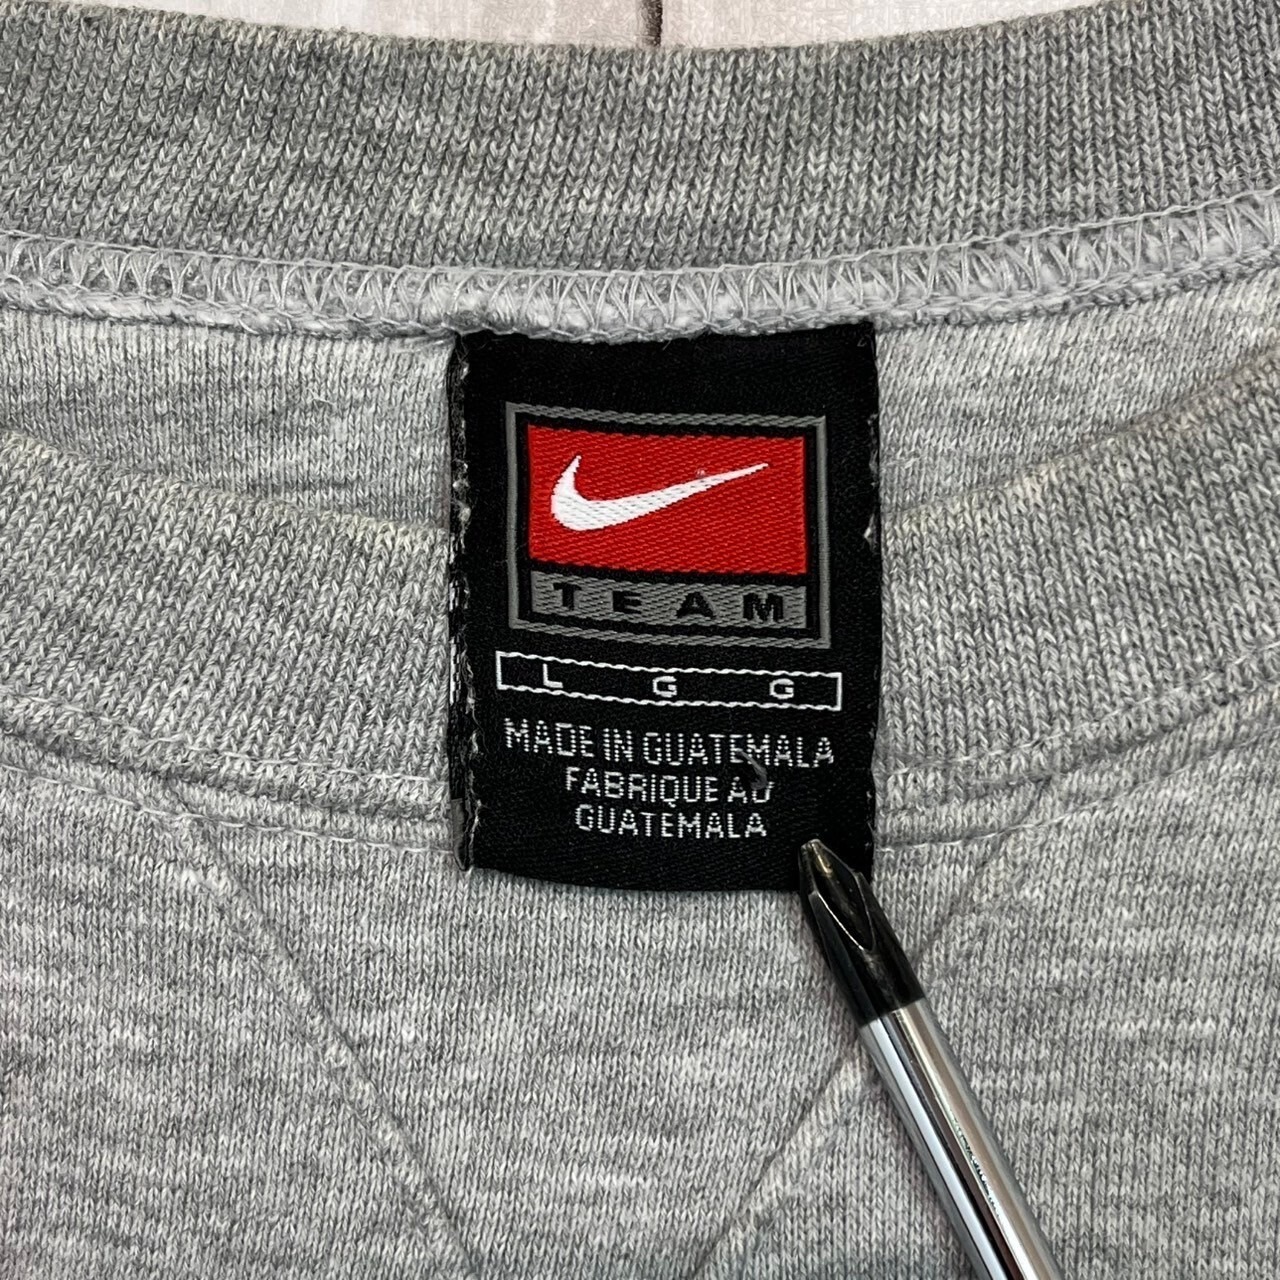 TEAM
L G G
MADE IN GUATEMALA
FABRIQUE AU
GUATEMALA